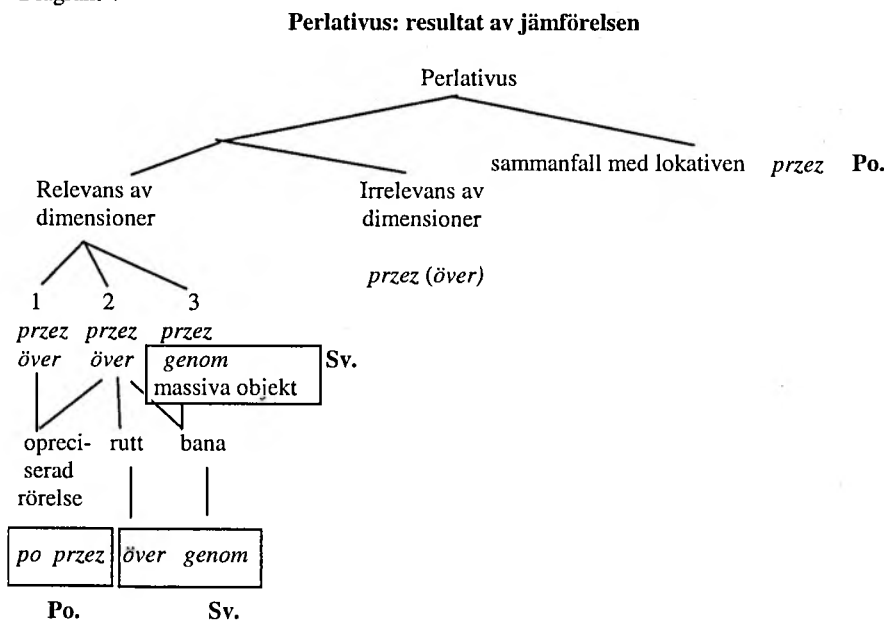 Perlativus: resultat av jämförelsen
Perlativus
sammanfall med lokativen przez Po.
Relevans av
dimensioner
Irrelevans av
dimensioner
przez (över)
1 2 3
przez przez przez
över över genom Sv.
massiva objekt
opreci-
serad
rörelse
rutt bana
po przez över genom
Po. Sv.